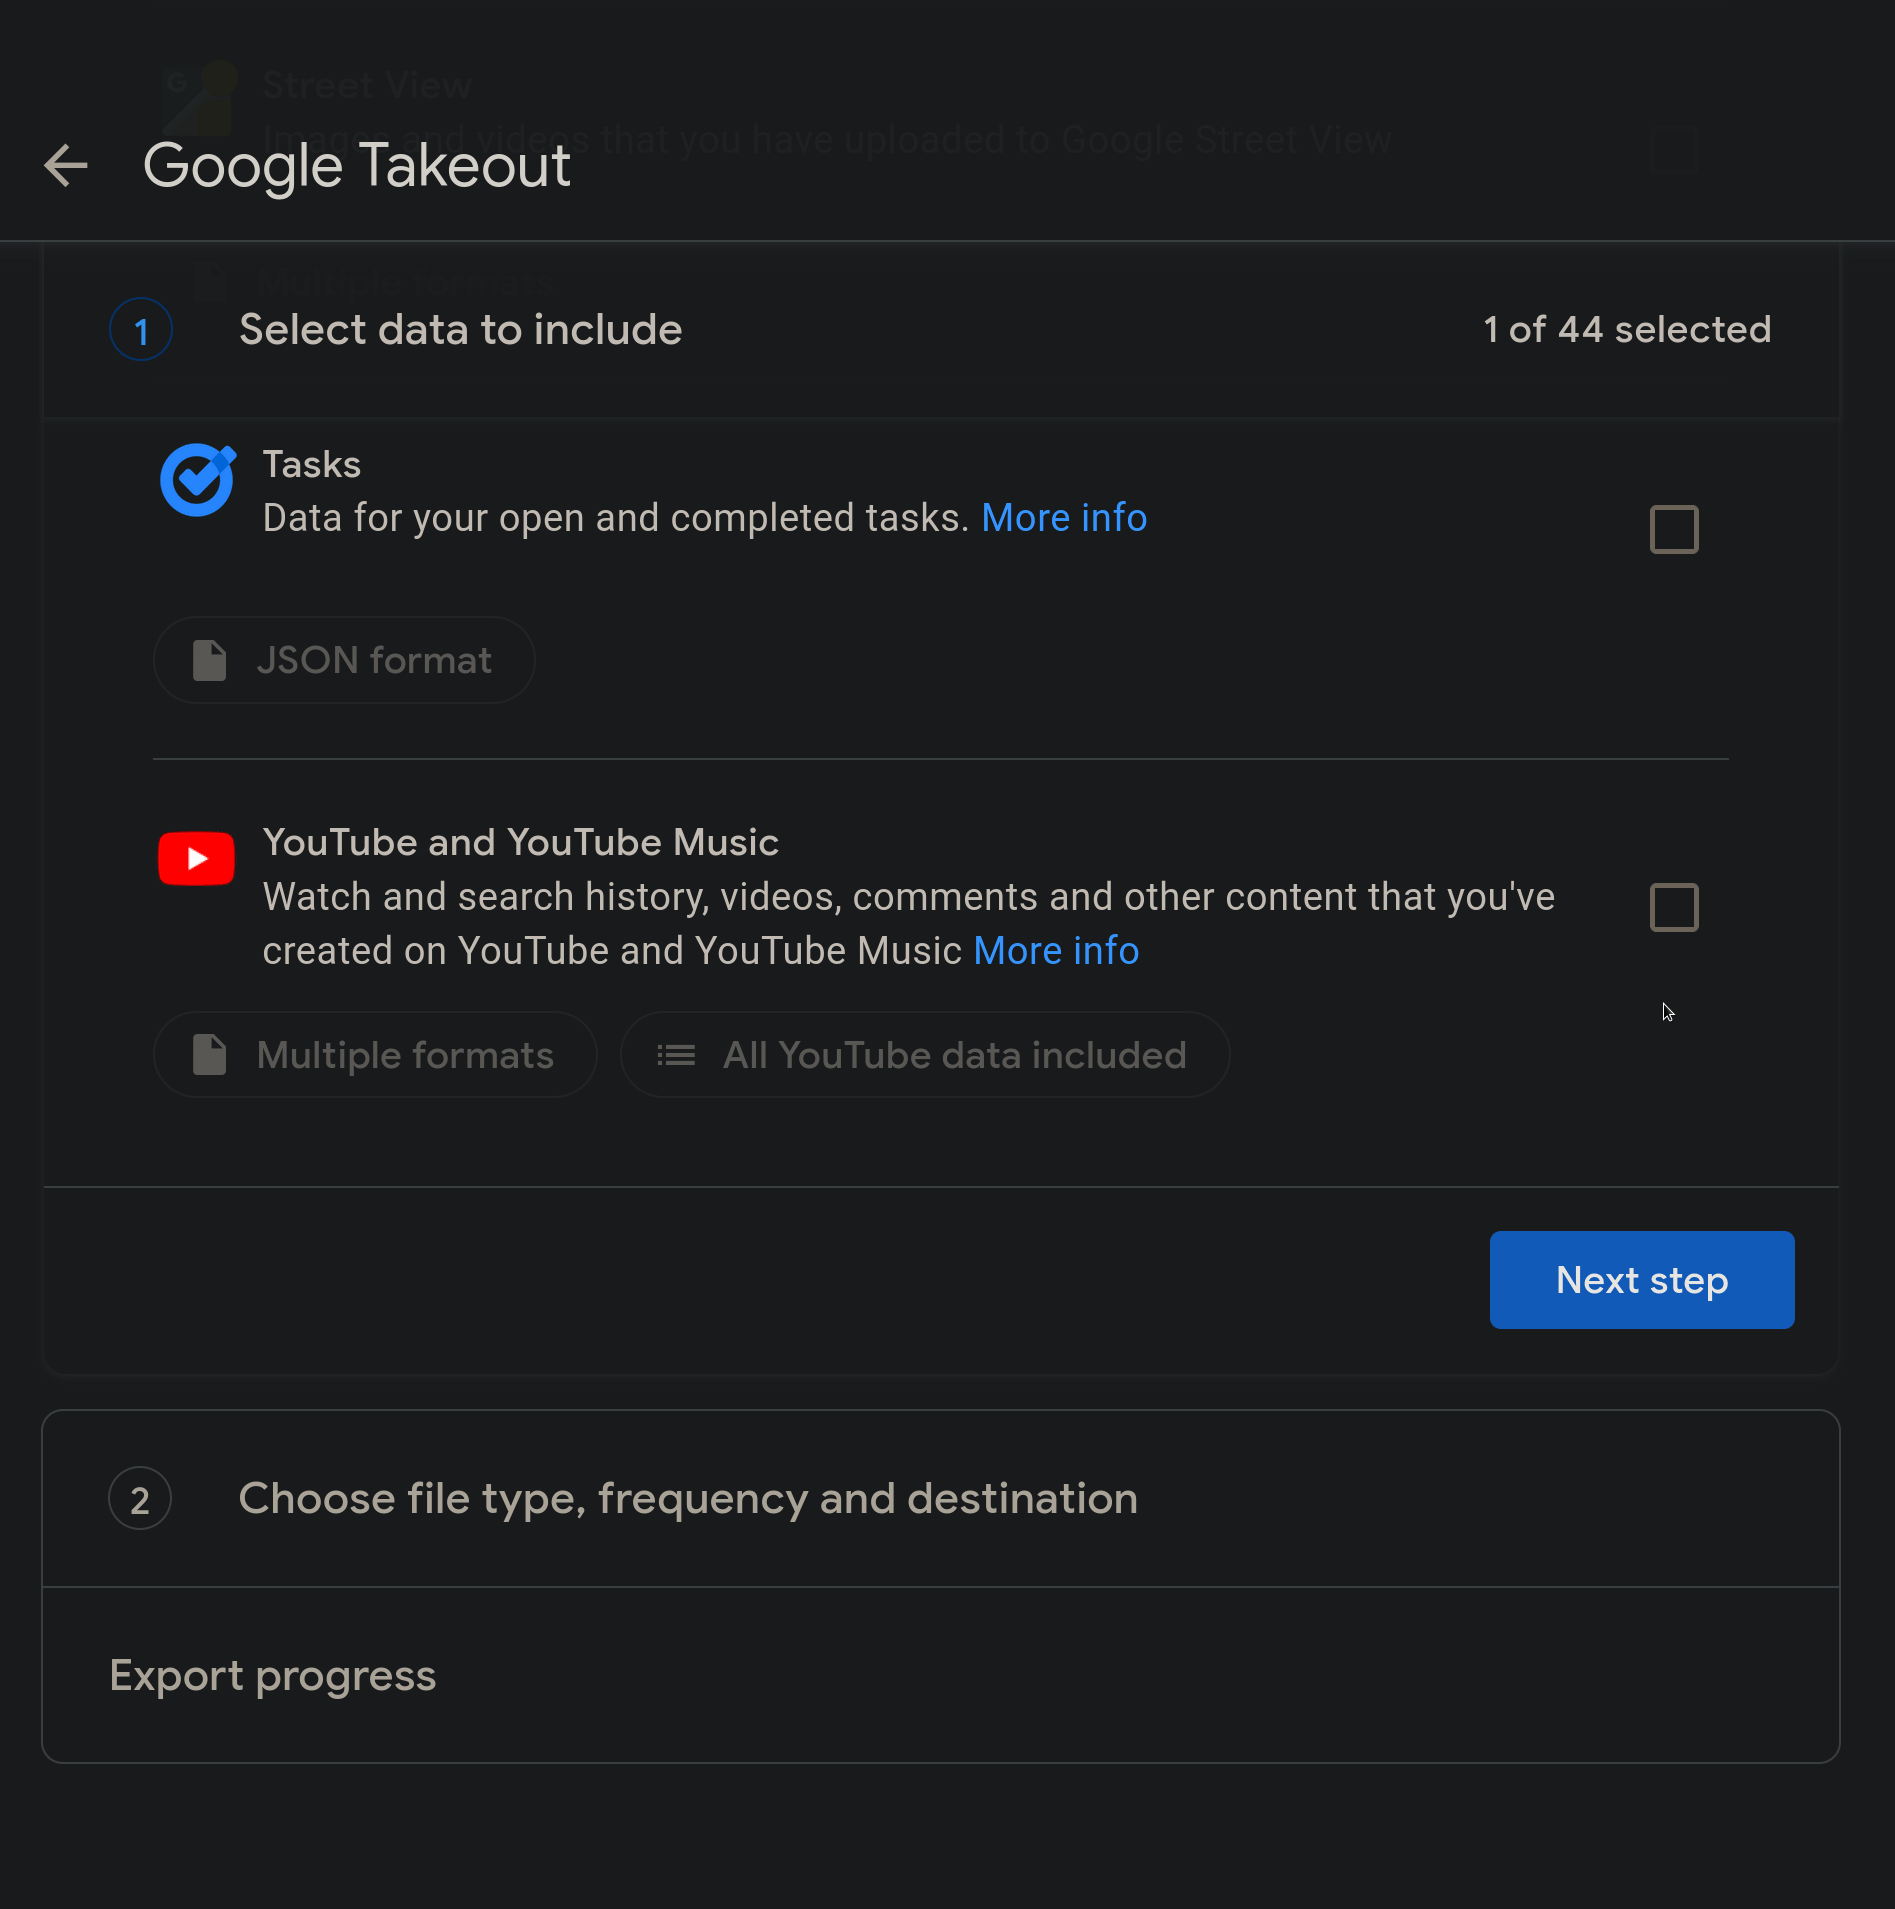 Street View
Images and videos that you have uploaded to Google Street View
Google Takeout
Multiple formats
1 Select data to include 1 of 44 selected
Tasks
Data for your open and completed tasks. More info
JSON format
YouTube and YouTube Music
Watch and search history, videos, comments and other content that you've
created on YouTube and YouTube Music More info
Multiple formats All YouTube data included
Next step
2 Choose file type, frequency and destination
Export progress